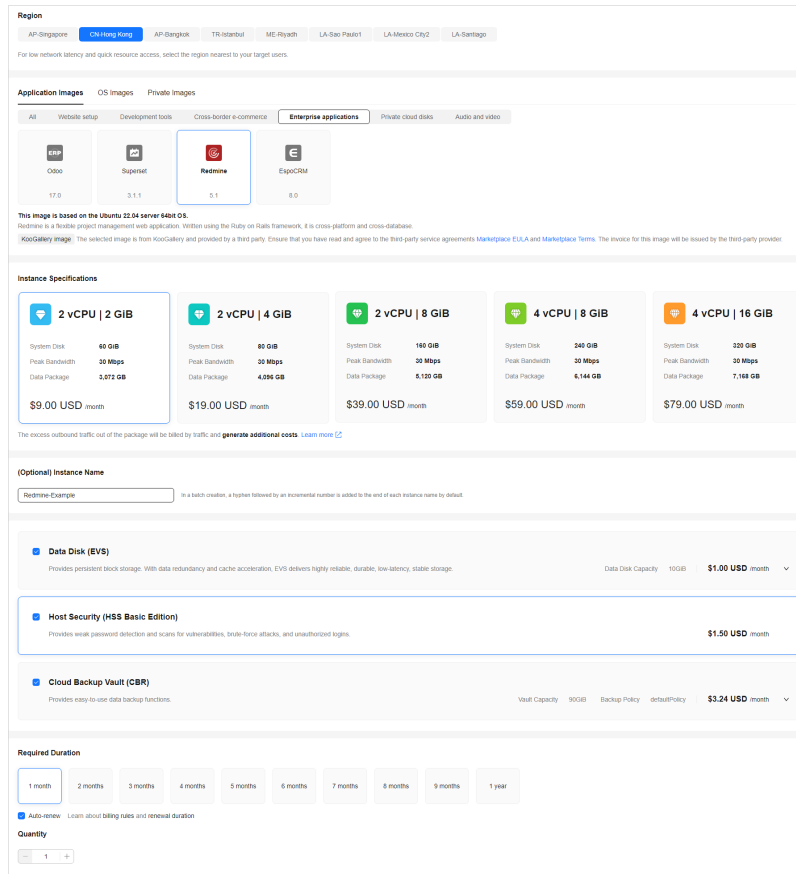 Region
AP-Singapore CN-Hong Kong AP-Bangkok TR-Istanbul ME-Riyadh LA-Sao Paulo1 LA-Mexico City2 LA-Santiago
For low network latency and quick resource access, select the region nearest to your target users.
Application Images OS Images Private Images
All Website setup Development tools Cross-border e-commerce Enterprise applications Private cloud disks Audio and video
ERP
Odoo Superset Redmine EspoCRM
17.0 3.1.1 5.1 8.0
This image is based on the Ubuntu 22.04 server 64bit OS.
Redmine is a flexible project management web application. Written using the Ruby on Rails framework, it is cross-platform and cross-database.
KooGallery image The selected image is from KooGallery and provided by a third party. Ensure that you have read and agree to the third-party service agreements Marketplace EULA and Marketplace Terms. The invoice for this image will be issued by the third-party provider.
Instance Specifications
2 vCPU | 2 GiB 2 vCPU | 4 GiB 2 vCPU | 8 GiB 4 vCPU | 8 GiB 4 vCPU | 16 GiB
System Disk 60 GiB System Disk 80 GiB System Disk 160 GiB System Disk 240 GiB System Disk 320 GiB
Peak Bandwidth 30 Mbps Peak Bandwidth 30 Mbps Peak Bandwidth 30 Mbps Peak Bandwidth 30 Mbps Peak Bandwidth 30 Mbps
Data Package 3,072 GB Data Package 4,096 GB Data Package 5,120 GB Data Package 6,144 GB Data Package 7,168 GB
$9.00 USD /month $19.00 USD /month $39.00 USD /month $59.00 USD /month $79.00 USD /month
The excess outbound traffic out of the package will be billed by traffic and generate additional costs Learn more
(Optional) Instance Name
Redmine-Example In a batch creation, a hyphen followed by an incremental number is added to the end of each instance name by default.
Data Disk (EVS)
Provides persistent block storage. With data redundancy and cache acceleration, EVS delivers highly reliable, durable, low-latency, stable storage. Data Disk Capacity 10GiB $1.00 USD /month
Host Security (HSS Basic Edition)
Provides weak password detection and scans for vulnerabilities, brute-force attacks, and unauthorized logins. $1.50 USD /month
Cloud Backup Vault (CBR)
Provides easy-to-use data backup functions. Vault Capacity 90GiB Backup Policy defaultPolicy $3.24 USD /month
Required Duration
1 month 2 months 3 months 4 months 5 months 6 months 7 months 8 months 9 months 1 year
Auto-renew Learn about billing rules and renewal duration
Quantity
− 1 +